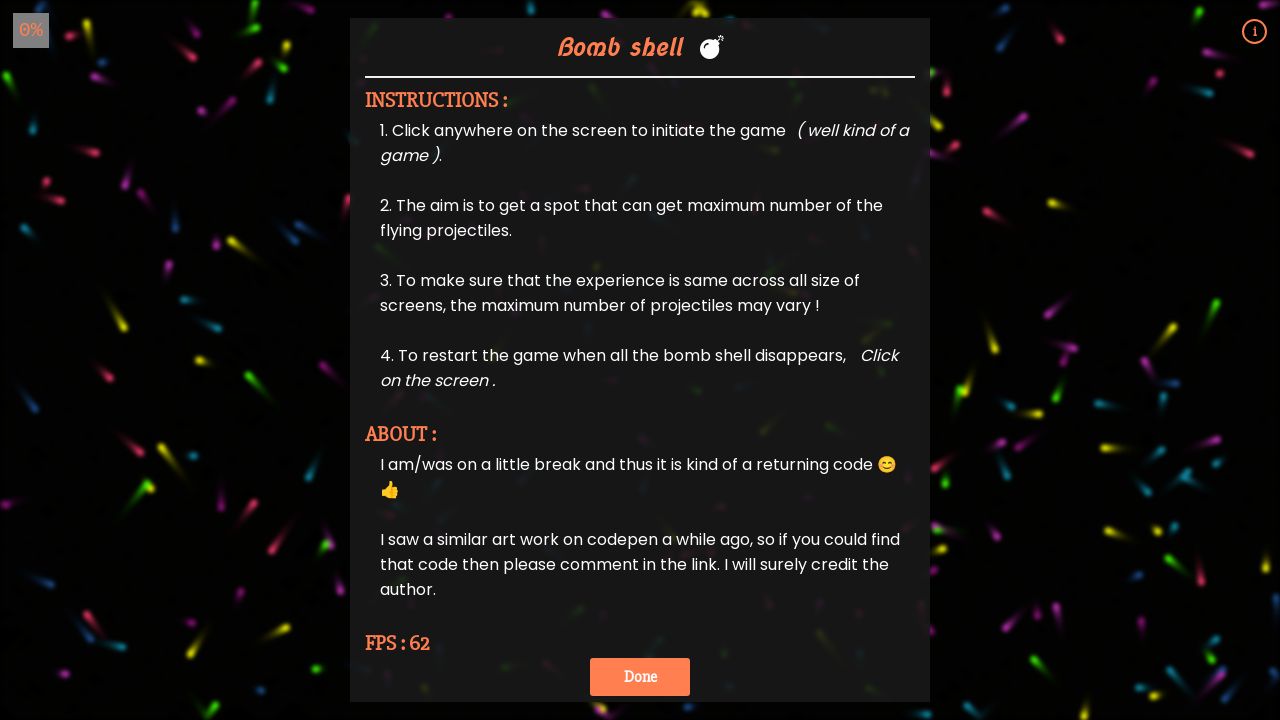 0%
i
Bomb shell 💣
INSTRUCTIONS :
1. Click anywhere on the screen to initiate the game ( well kind of a
game ).
2. The aim is to get a spot that can get maximum number of the
flying projectiles.
3. To make sure that the experience is same across all size of
screens, the maximum number of projectiles may vary !
4. To restart the game when all the bomb shell disappears, Click
on the screen .
ABOUT :
I am/was on a little break and thus it is kind of a returning code 😊
👍
I saw a similar art work on codepen a while ago, so if you could find
that code then please comment in the link. I will surely credit the
author.
FPS : 62
Done